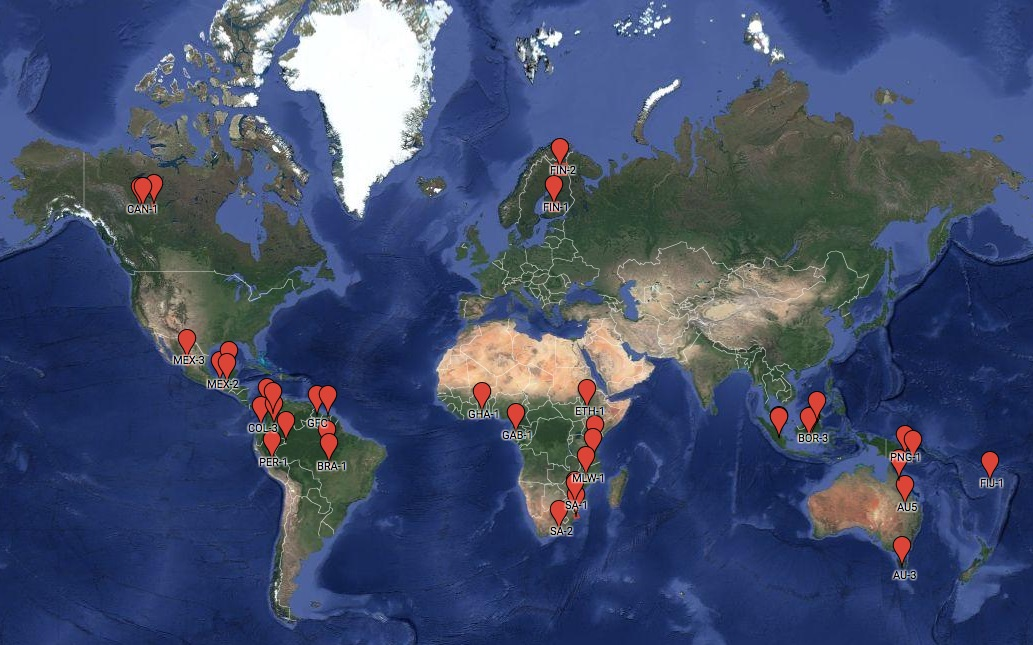 FIN-2
FIN-1
CAN-1
MEX-3
MEX-2
GHA-1
ETH-1
GFC
COL-3
GAB-1
BOR-3
PER-1
BRA-1
PNG-1
MLW-1
FIJ-1
SA-1
AU5
SA-2
AU-3